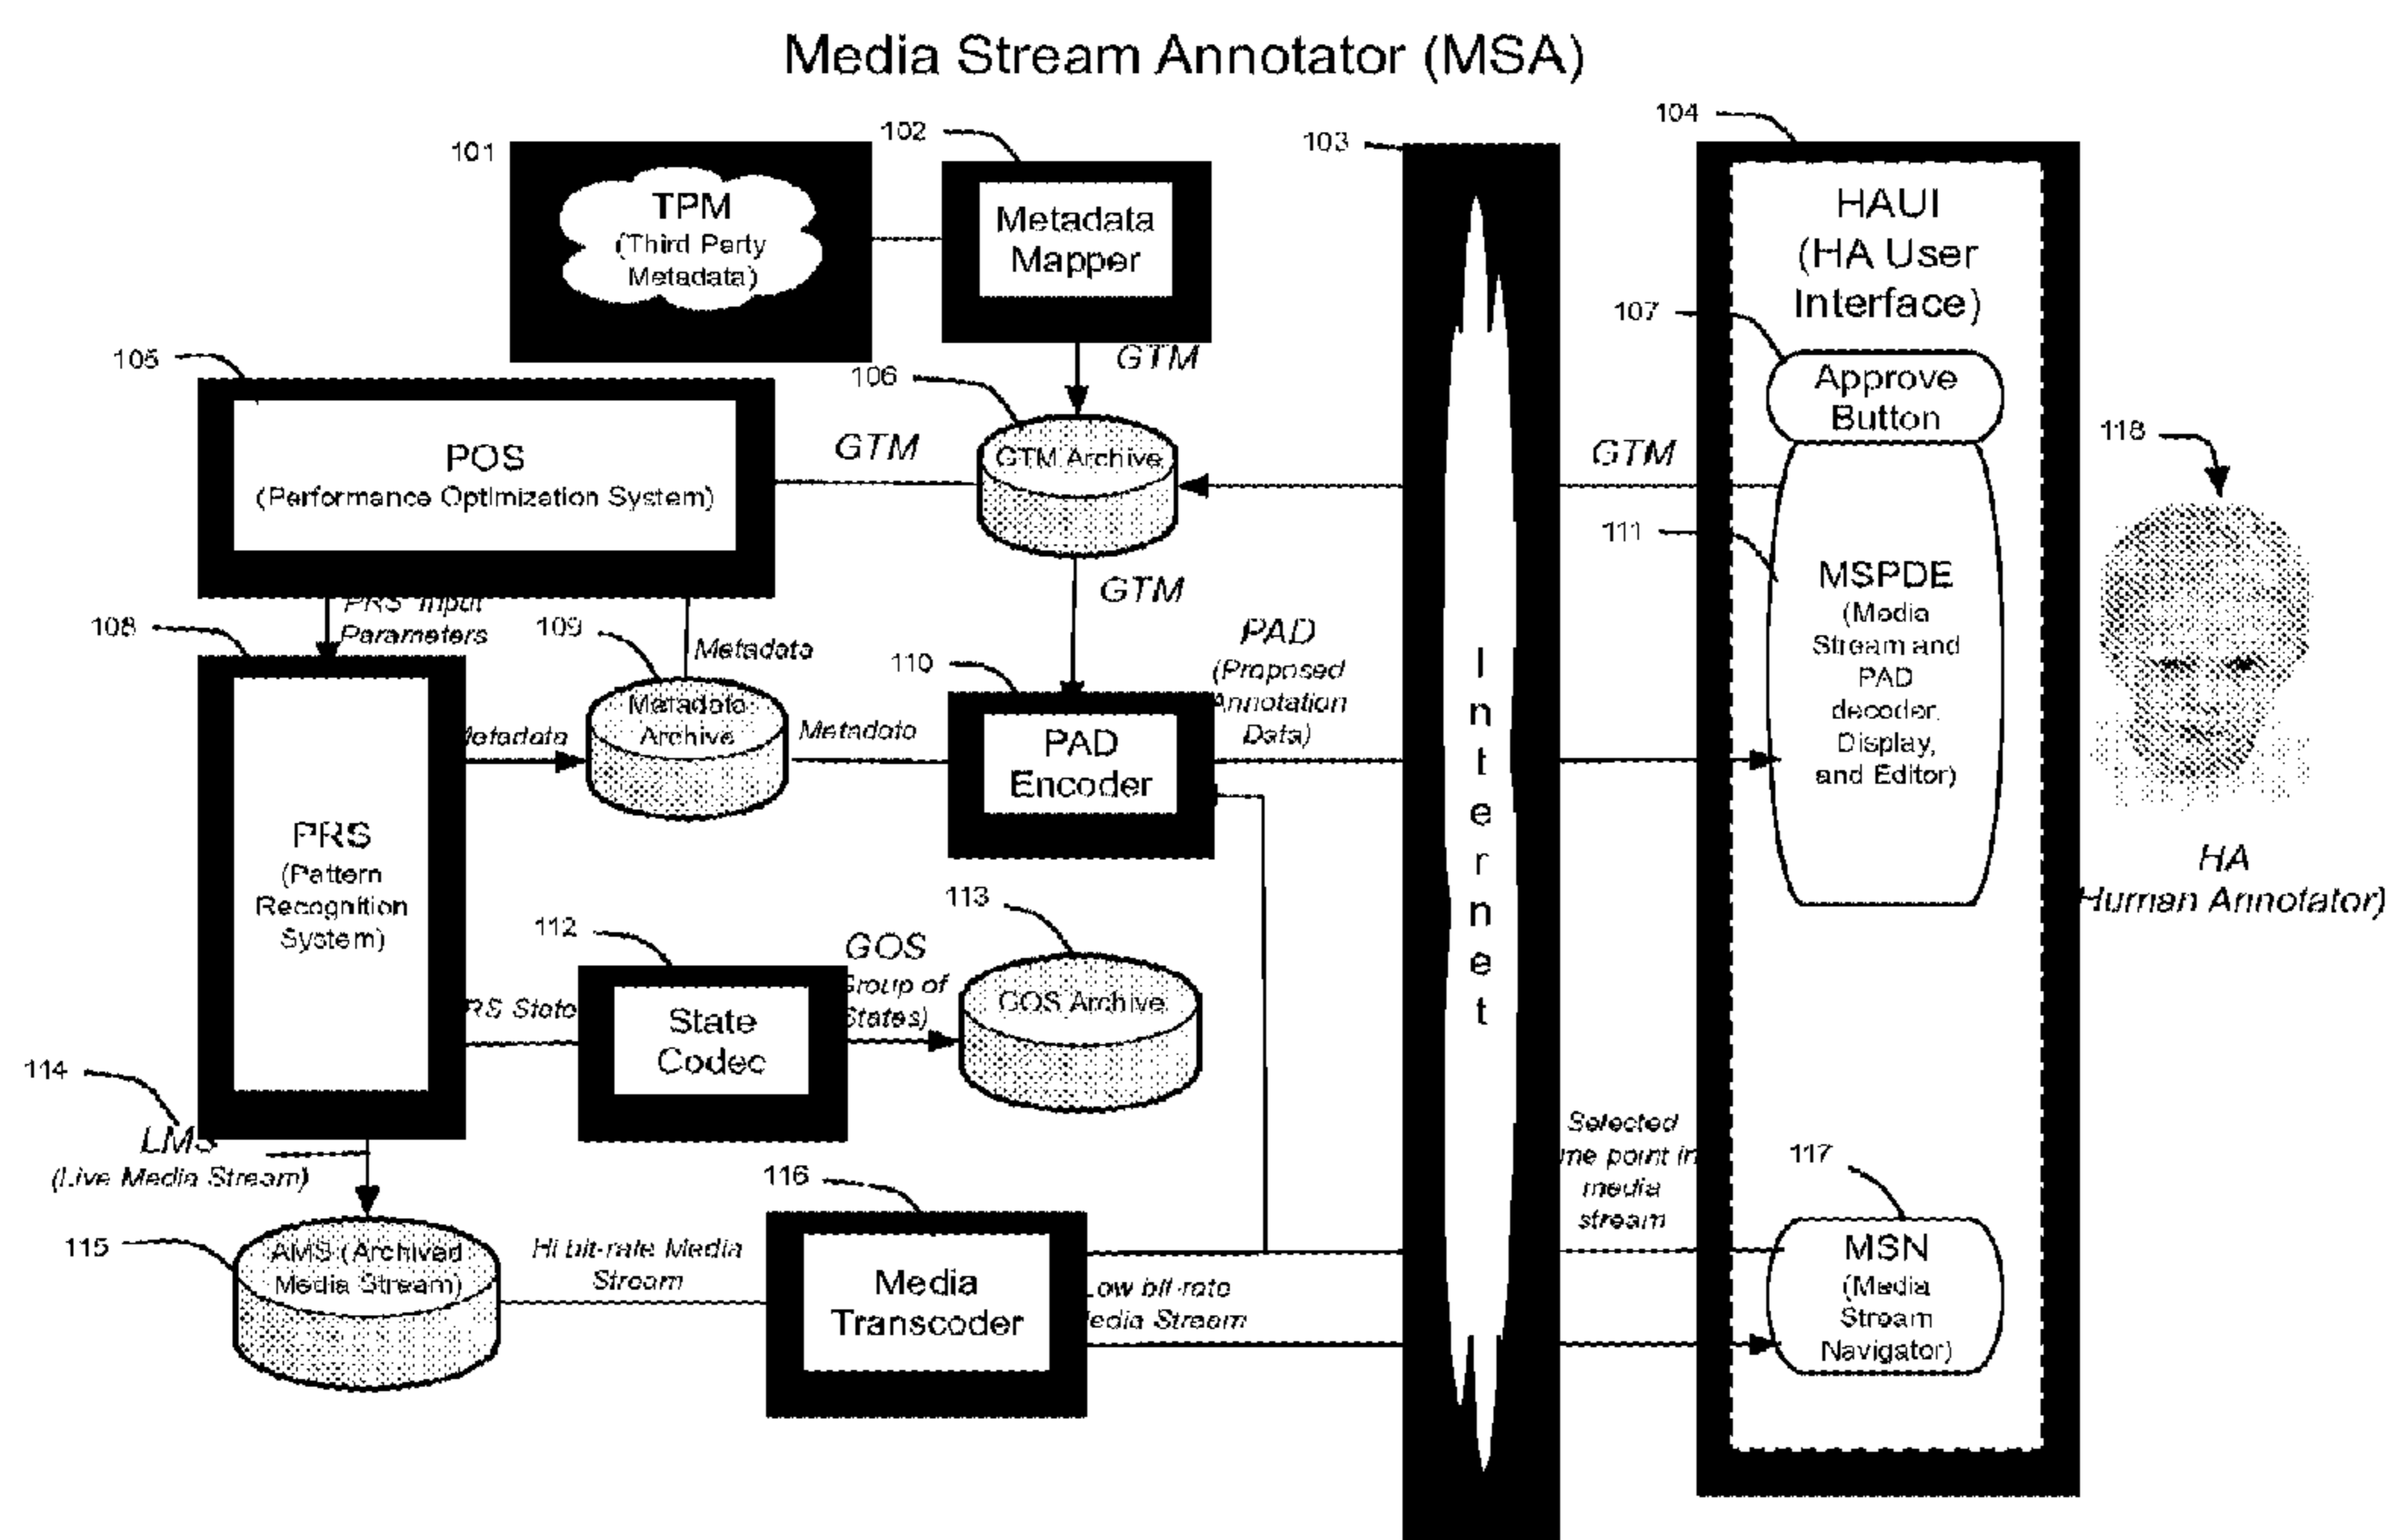 Media Stream Annotator (MSA)
101
102
103
104
TPM
(Third Party
Metadata)
Metadata
Mapper
HAUI
(HA User
Interface)
GTM
105
106
107
Approve
Button
POS
(Performance Optimization System)
GTM
GTM Archive
GTM
118
111
PRS Input
Parameters
GTM
108
109
Metadata
110
PAD
(Proposed
Annotation
Data)
MSPDE
(Media
Stream and
PAD
decoder,
Display,
and Editor)
Metadata
Archive
Metadata
Metadata
PAD
Encoder
Internet
PRS
(Pattern
Recognition
System)
HA
(Human Annotator)
112
113
GOS
Group of
States)
GOS Archive
RS State
State
Codec
114
LMS
(Live Media Stream)
Selected
me point in
media
stream
116
117
115
AMS (Archived
Media Stream)
Hi bit-rate Media
Stream
Media
Transcoder
Low bit-rate
Media Stream
MSN
(Media
Stream
Navigator)